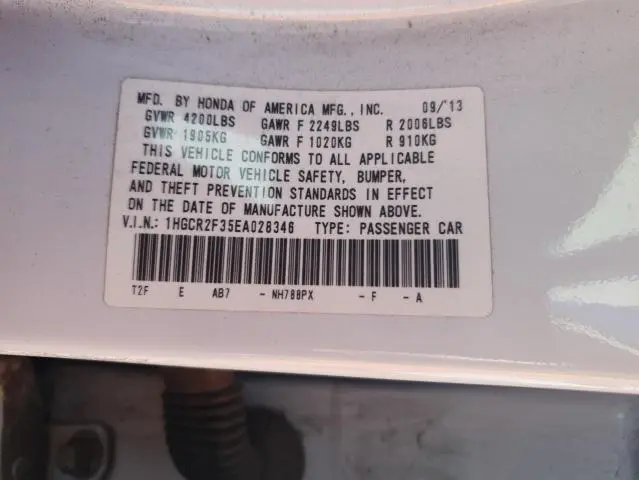 MFD. BY HONDA OF AMERICA MFG., INC. 09/'13
GVWR 4200LBS GAWR F 2249LBS R 2006LBS
GVWR 1905KG GAWR F 1020KG R 910KG
THIS VEHICLE CONFORMS TO ALL APPLICABLE
FEDERAL MOTOR VEHICLE SAFETY, BUMPER,
AND THEFT PREVENTION STANDARDS IN EFFECT
ON THE DATE OF MANUFACTURE SHOWN ABOVE.
V.I.N.: 1HGCR2F35EA028346 TYPE: PASSENGER CAR
T2F E AB7 - NH788PX - F - A